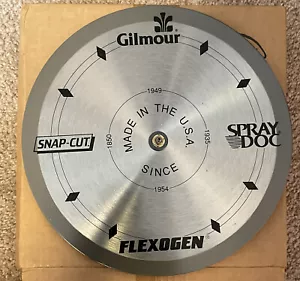 Gilmour
1949
MADE IN THE U.S.A.
SNAP-CUT
1850
1935
SPRAY
DOC
SINCE
1954
FLEXOGEN